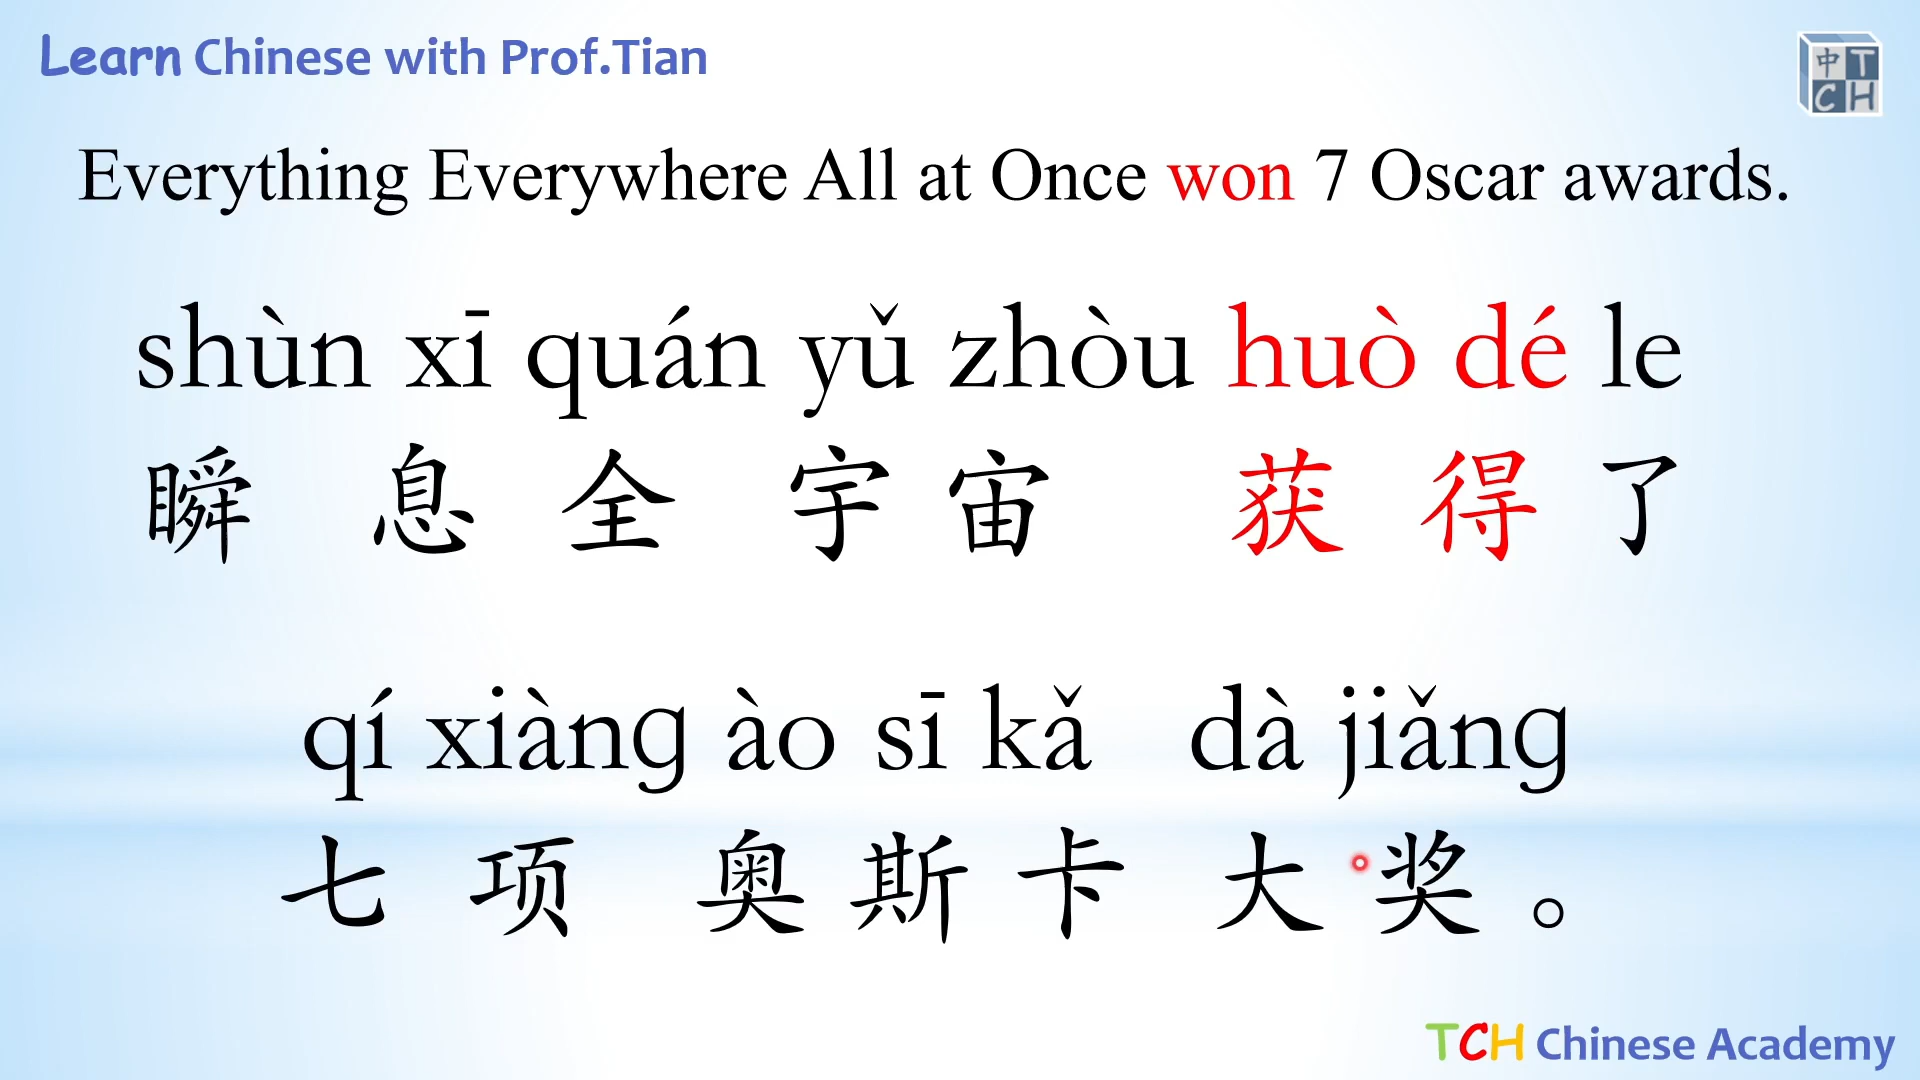 Learn Chinese with Prof.Tian
中T
CH
Everything Everywhere All at Once won 7 Oscar awards.
shùn xī quán yǔ zhòu huò dé le
瞬息全宇宙 获得了
qí xiàng ào sī kǎ dà jiǎng
七项 奥斯卡 大奖。
TCH Chinese Academy